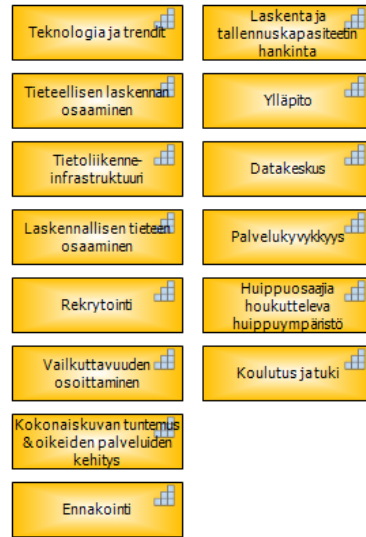 Teknologia ja trendit
Tieteellisen laskennan
osaaminen
Tietoliikenne-
infrastruktuuri
Laskennallisen tieteen
osaaminen
Rekrytointi
Vailkuttavuuden
osoittaminen
Kokonaiskuvan tuntemus
& oikeiden palveluiden
kehitys
Ennakointi
Laskenta ja
tallennuskapasiteetin
hankinta
Ylläpito
Datakeskus
Palvelukyvykkyys
Huippuosaajia
houkutteleva
huippuympäristö
Koulutus ja tuki